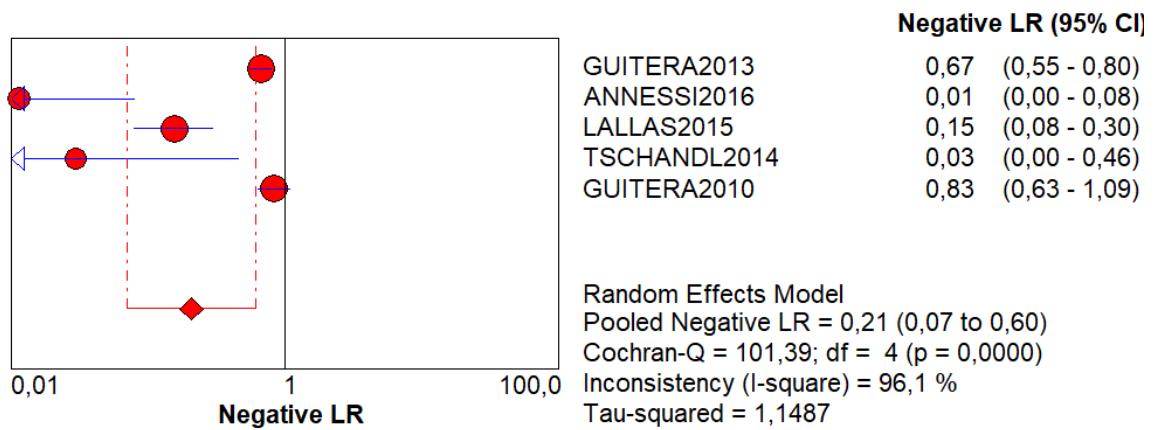 Negative LR (95% CI)
GUITERA2013 0,67 (0,55 - 0,80)
ANNESSI2016 0,01 (0,00 - 0,08)
LALLAS2015 0,15 (0,08 - 0,30)
TSCHANDL2014 0,03 (0,00 - 0,46)
GUITERA2010 0,83 (0,63 - 1,09)
Random Effects Model
Pooled Negative LR = 0,21 (0,07 to 0,60)
Cochran-Q = 101,39; df = 4 (p = 0,0000)
Inconsistency (I-square) = 96,1 %
Tau-squared = 1,1487
0,01 1 100,0
Negative LR